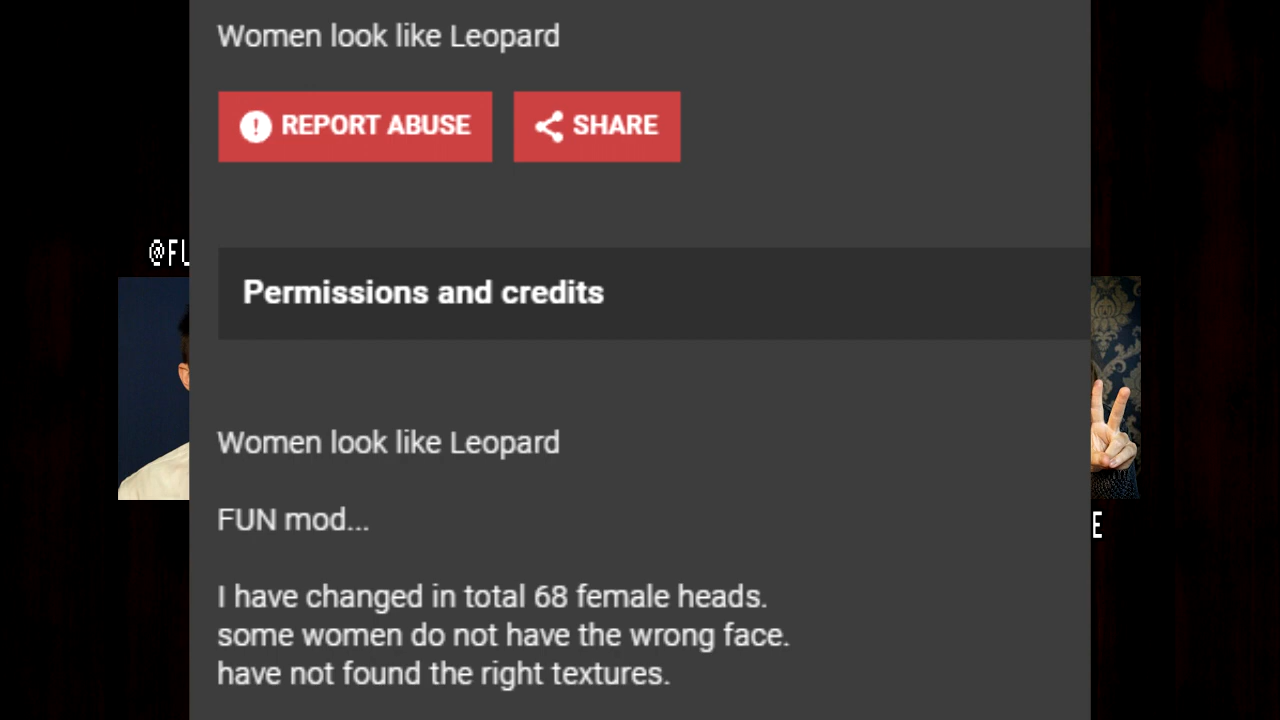 Women look like Leopard
REPORT ABUSE
SHARE
@FU
Permissions and credits
Women look like Leopard
E
FUN mod...
I have changed in total 68 female heads.
some women do not have the wrong face.
have not found the right textures.